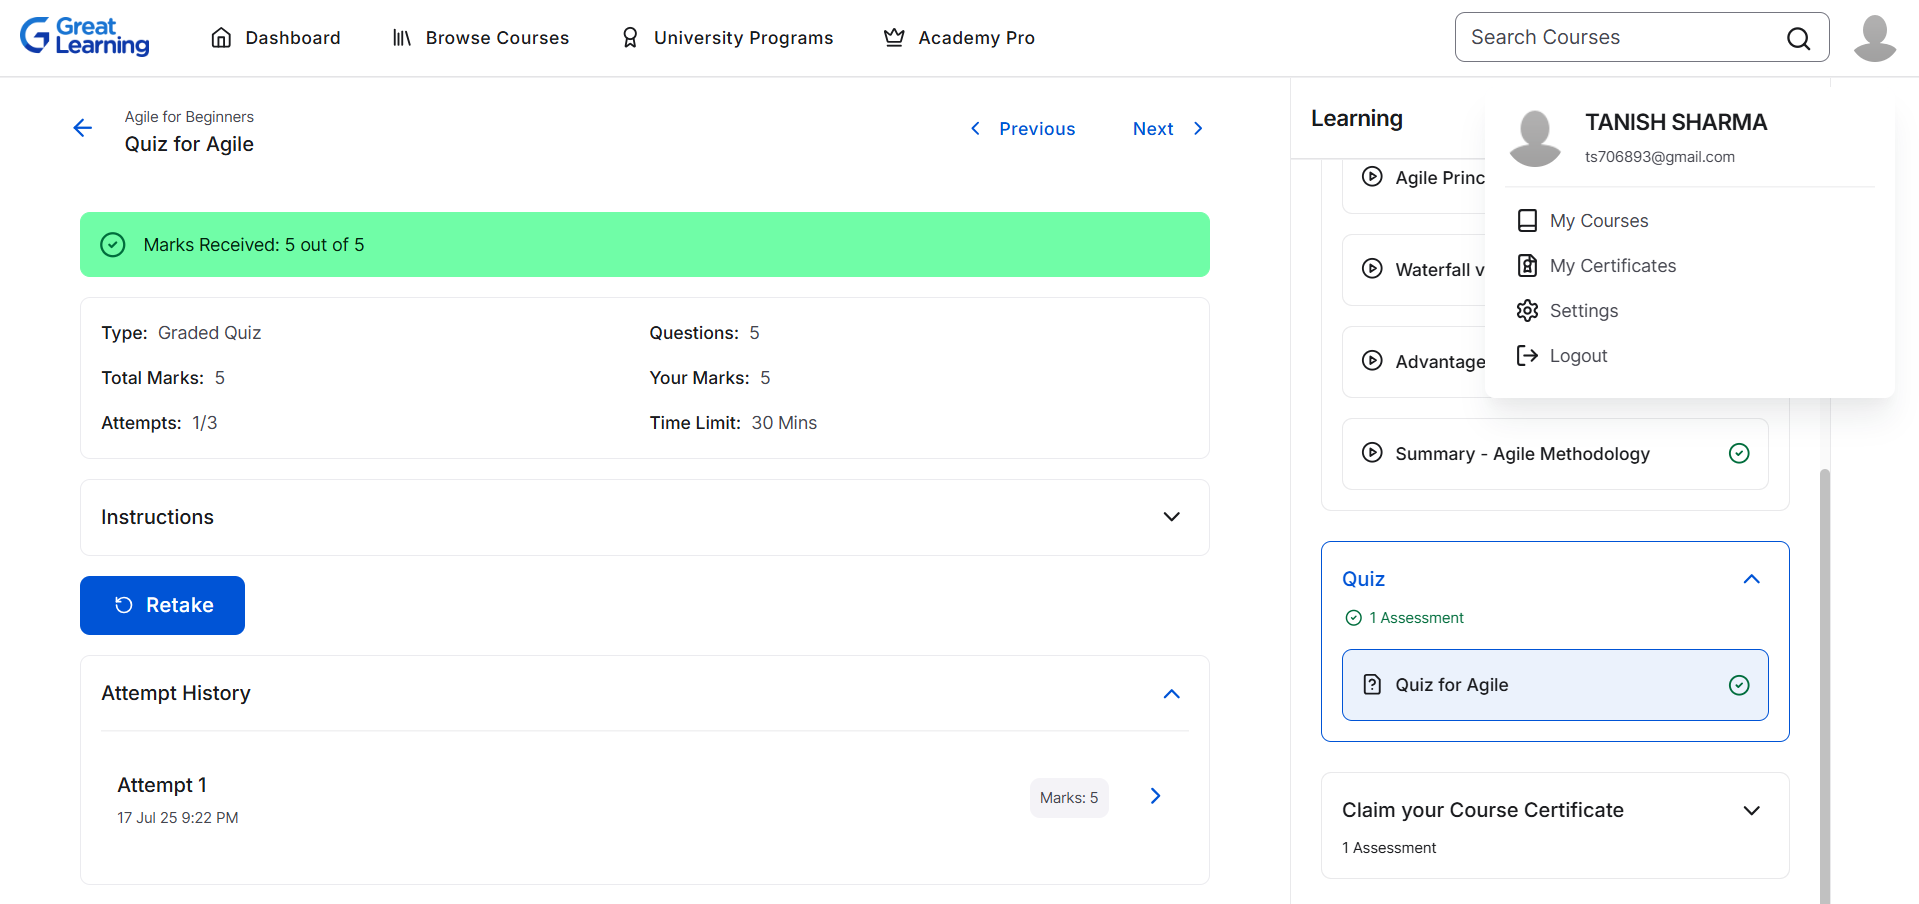 Great Learning
Dashboard
Browse Courses
University Programs
Academy Pro
Search Courses
Agile for Beginners
Quiz for Agile
Previous
Next
Marks Received: 5 out of 5
Type: Graded Quiz
Questions: 5
Total Marks: 5
Your Marks: 5
Attempts: 1/3
Time Limit: 30 Mins
Instructions
Retake
Attempt History
Attempt 1
17 Jul 25 9:22 PM
Marks: 5
Learning
Agile Princ
Waterfall v
Advantage
Summary - Agile Methodology
Quiz
1 Assessment
Quiz for Agile
Claim your Course Certificate
1 Assessment
TANISH SHARMA
ts706893@gmail.com
My Courses
My Certificates
Settings
Logout